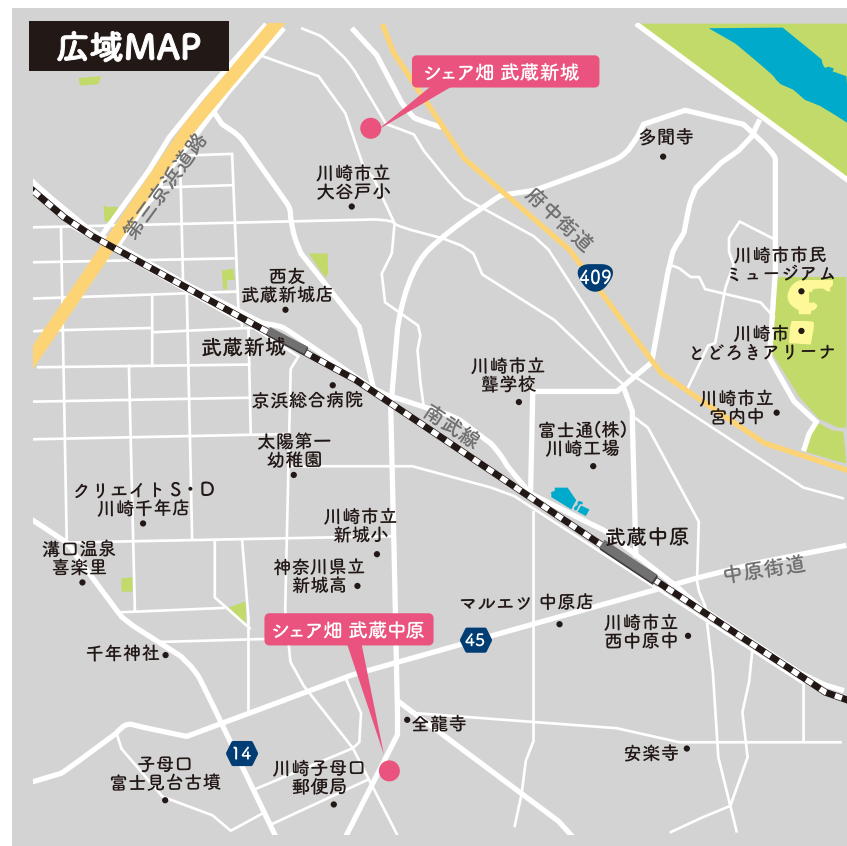 広域MAP
シェア畑 武蔵新城
多聞寺
第三京浜道路
川崎市立
大谷戸小
府中街道
409
川崎市市民
ミュージアム
西友
武蔵新城店
川崎市
とどろきアリーナ
武蔵新城
川崎市立
聾学校
京浜総合病院
川崎市立
宮内中
南武線
富士通(株)
川崎工場
太陽第一
幼稚園
クリエイトS・D
川崎千年店
川崎市立
新城小
武蔵中原
溝口温泉
喜楽里
神奈川県立
新城高
中原街道
マルエツ 中原店
シェア畑 武蔵中原
45
川崎市立
西中原中
千年神社
全龍寺
14
安楽寺
子母口
富士見台古墳
川崎子母口
郵便局